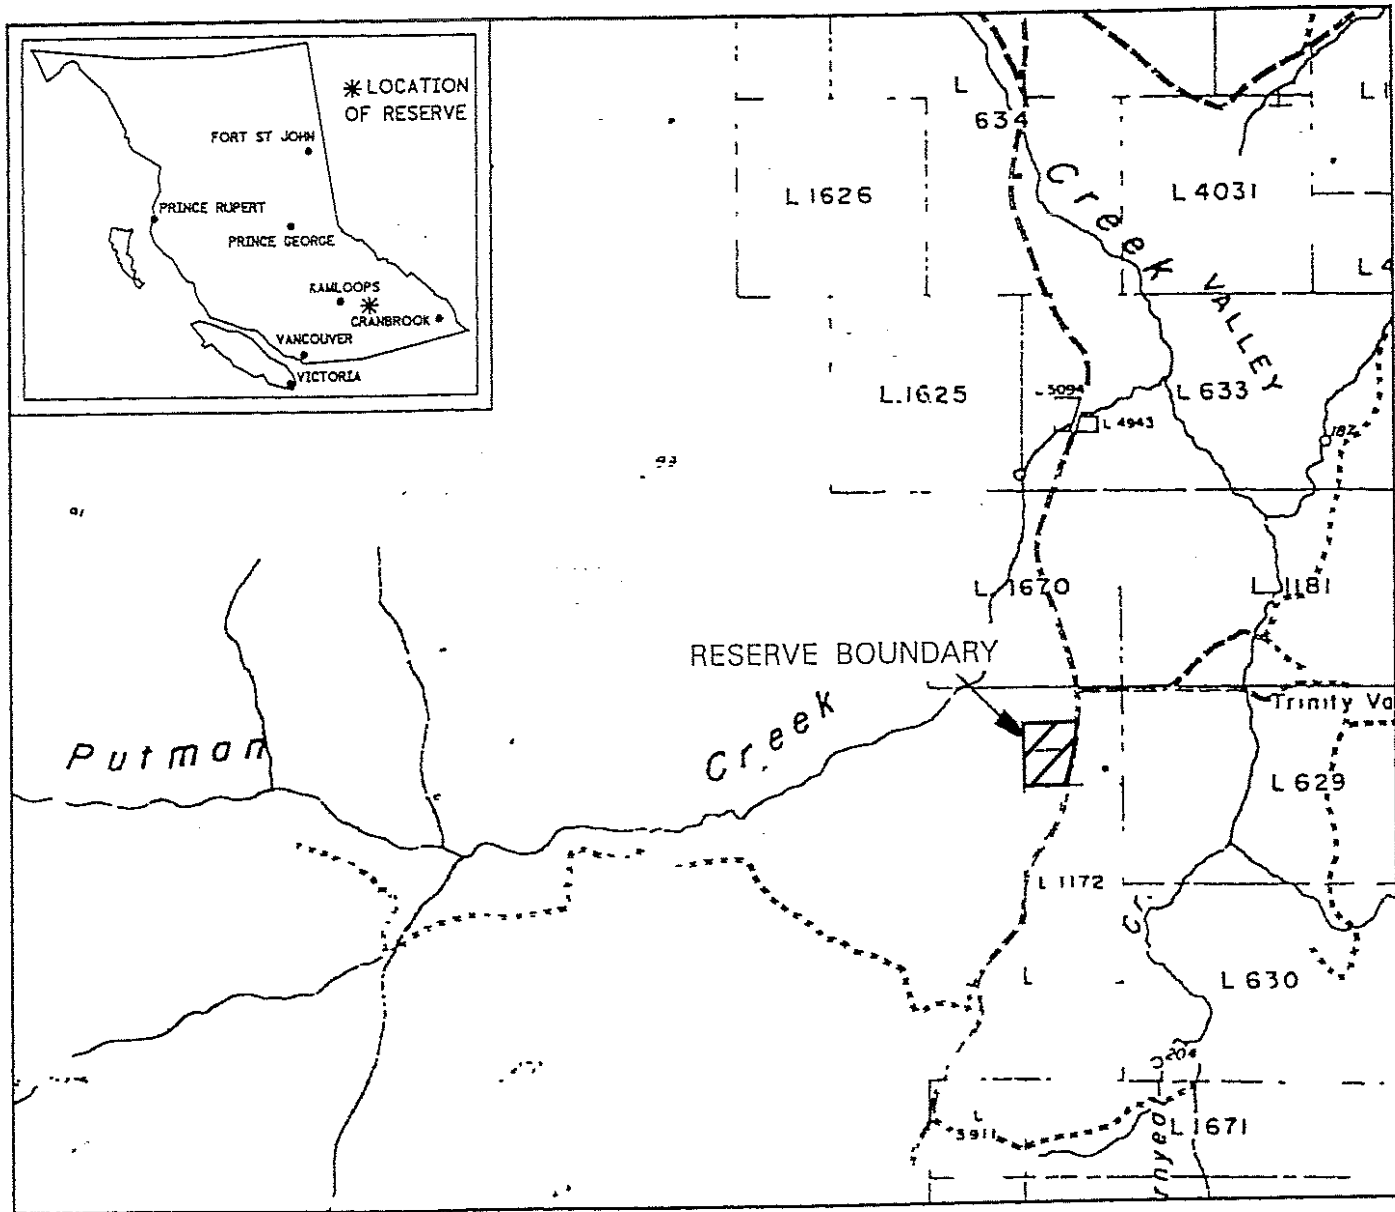 *LOCATION
OF RESERVE
FORT ST JOHN
PRINCE RUPERT
PRINCE GEORGE
KAMLOOPS
CRANBROOK
VANCOUVER
VICTORIA
L
634
L 1626
Creek
L 4031
VALLEY
L.1625
L 633
L 4943
L 1670
L 1181
RESERVE BOUNDARY
Trinity Va
Putman
Creek
L 629
L 1172
Cr.
L
L 630
204
L
3911
L 1671